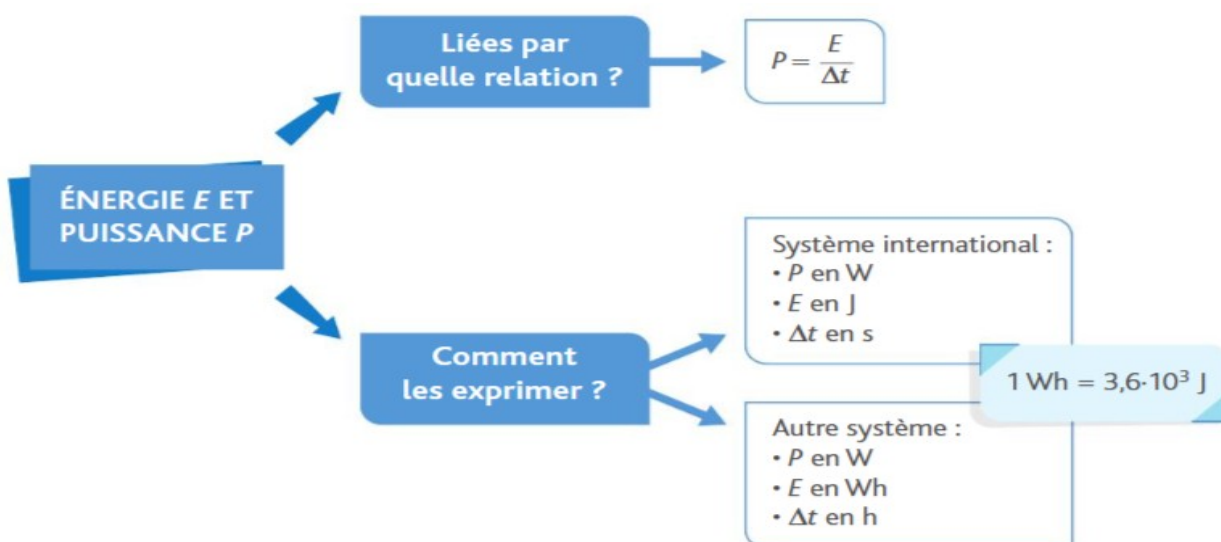 ÉNERGIE E ET
PUISSANCE P
Liées par
quelle relation ?
P = E / Δt
Comment
les exprimer ?
Système international :
• P en W
• E en J
• Δt en s
1 Wh = 3,6·10³ J
Autre système :
• P en W
• E en Wh
• Δt en h